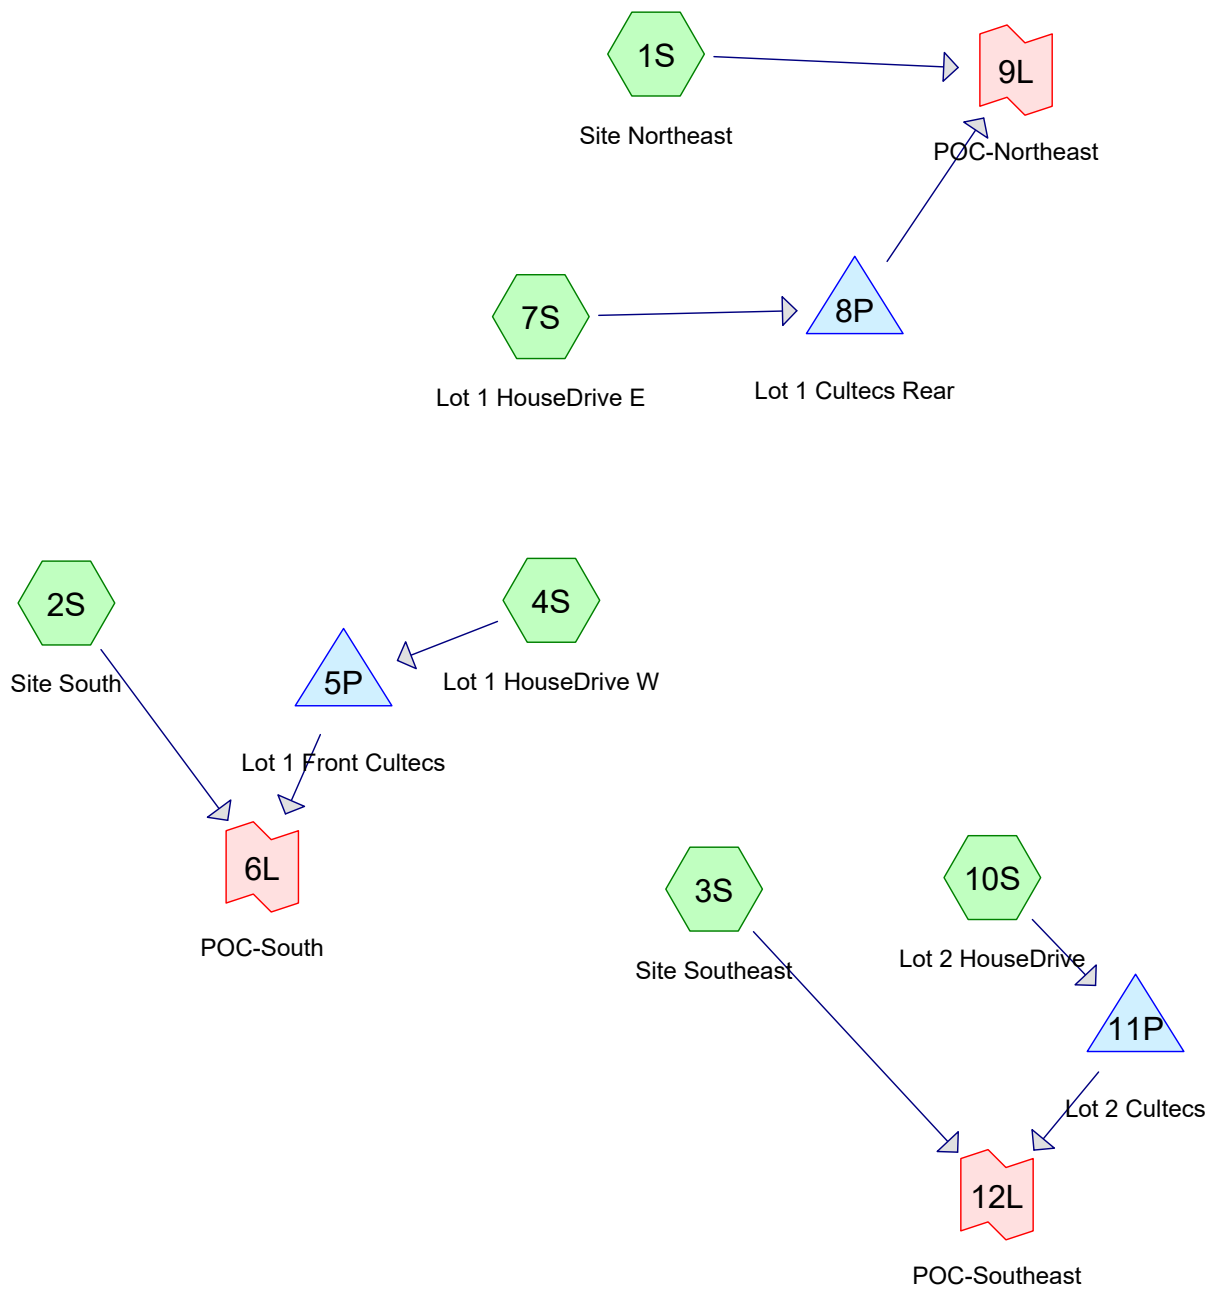 1S
Site Northeast
9L
POC-Northeast
7S
Lot 1 HouseDrive E
8P
Lot 1 Cultecs Rear
2S
Site South
4S
Lot 1 HouseDrive W
5P
Lot 1 Front Cultecs
6L
POC-South
3S
Site Southeast
10S
Lot 2 HouseDrive
11P
Lot 2 Cultecs
12L
POC-Southeast